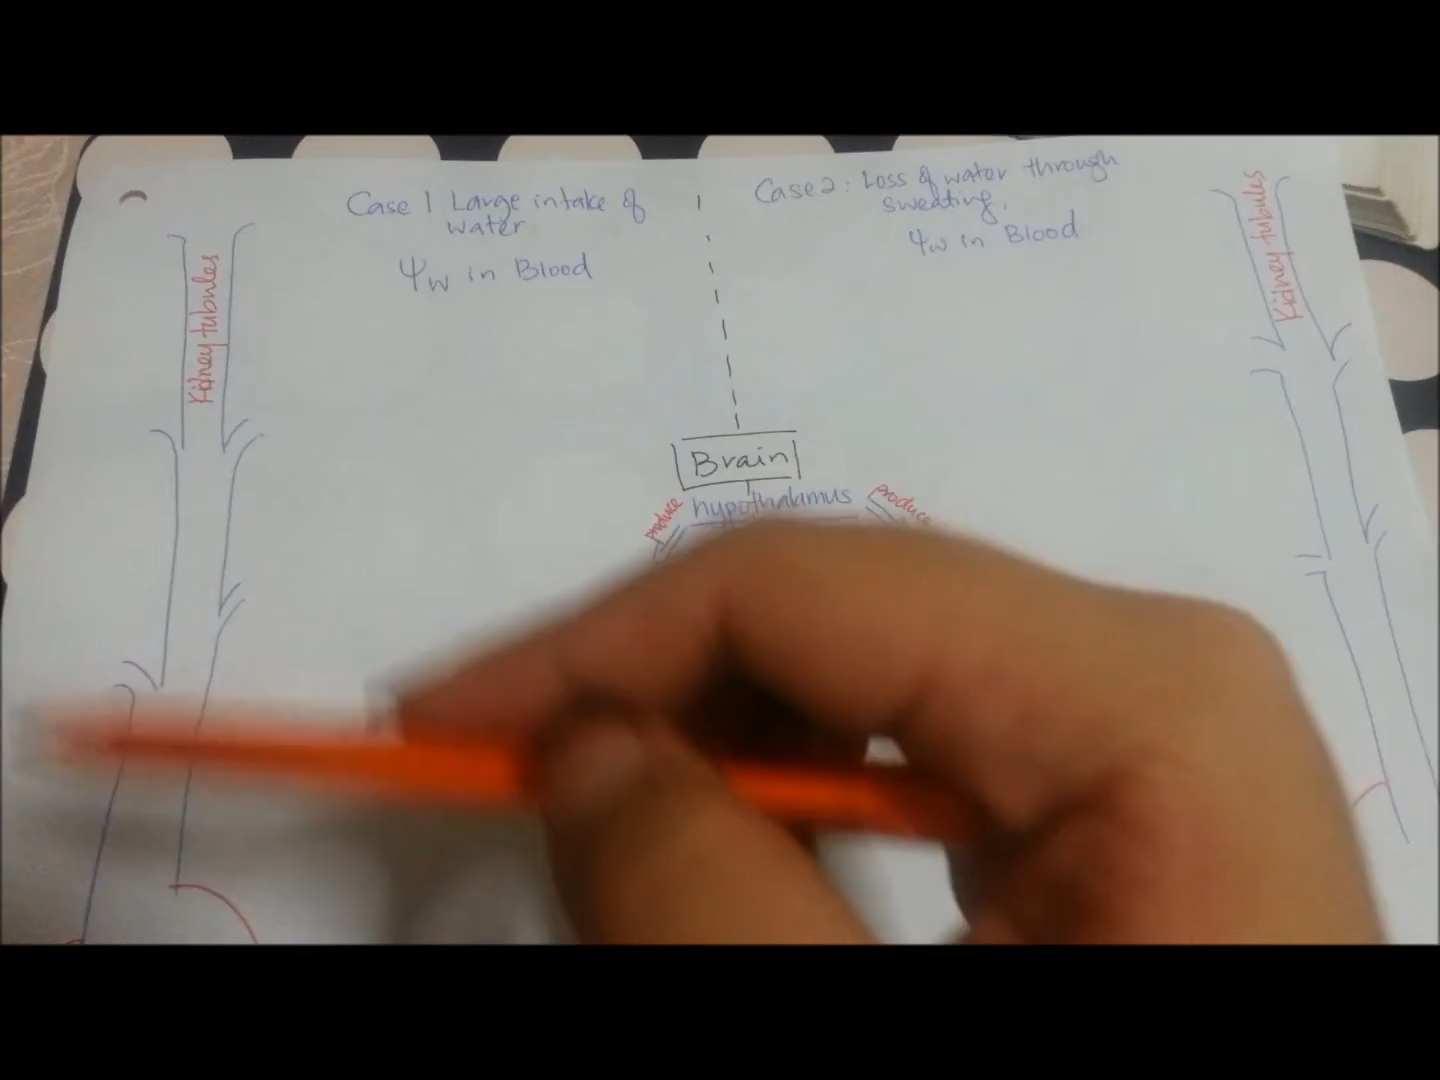 Case 1 Large intake of
water
Ψw in Blood
Case 2: Loss of water through
sweating.
Ψw in Blood
Kidney tubules
Kidney tubules
Brain
hypothalamus
produce
produce